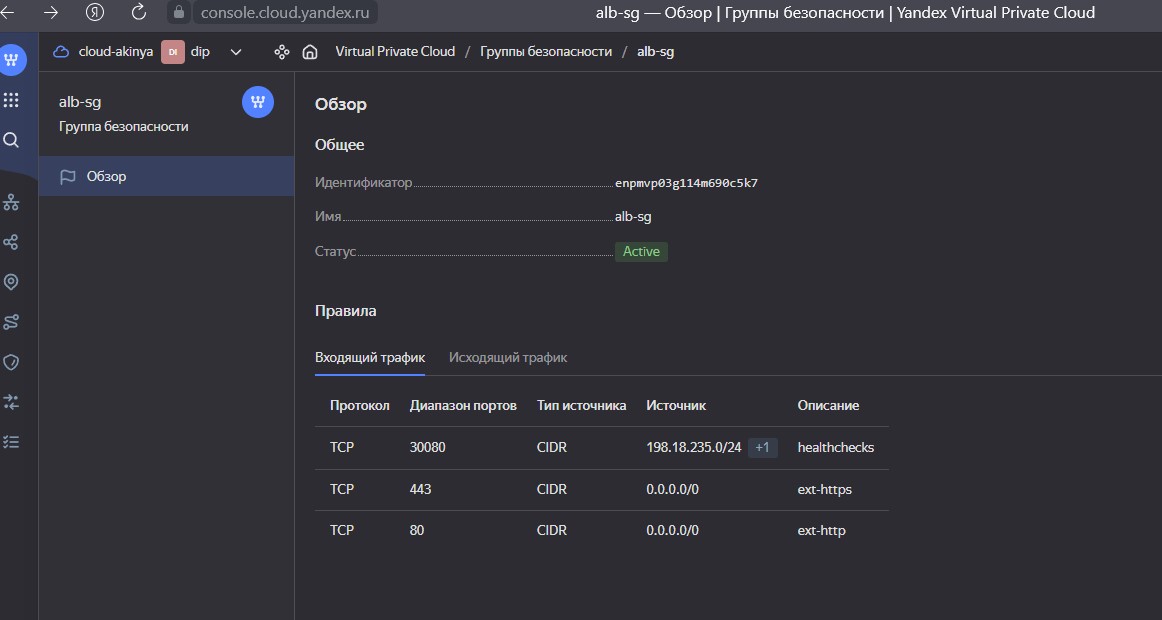 console.cloud.yandex.ru alb-sg — Обзор | Группы безопасности | Yandex Virtual Private Cloud
cloud-akinya DI dip Virtual Private Cloud / Группы безопасности / alb-sg
alb-sg
Группа безопасности
Обзор
Обзор
Общее
Идентификатор enpmvp03g114m690c5k7
Имя alb-sg
Статус Active
Правила
Входящий трафик Исходящий трафик
Протокол Диапазон портов Тип источника Источник Описание
TCP 30080 CIDR 198.18.235.0/24 +1 healthchecks
TCP 443 CIDR 0.0.0.0/0 ext-https
TCP 80 CIDR 0.0.0.0/0 ext-http